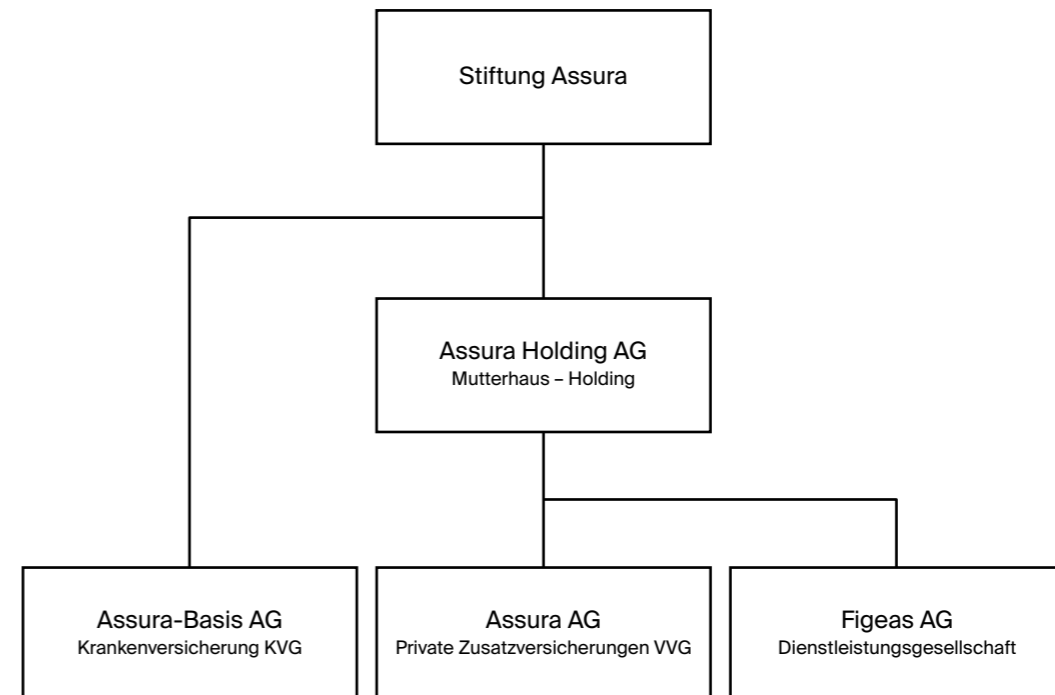 Stiftung Assura
Assura Holding AG
Mutterhaus – Holding
Assura-Basis AG
Krankenversicherung KVG
Assura AG
Private Zusatzversicherungen VVG
Figeas AG
Dienstleistungsgesellschaft